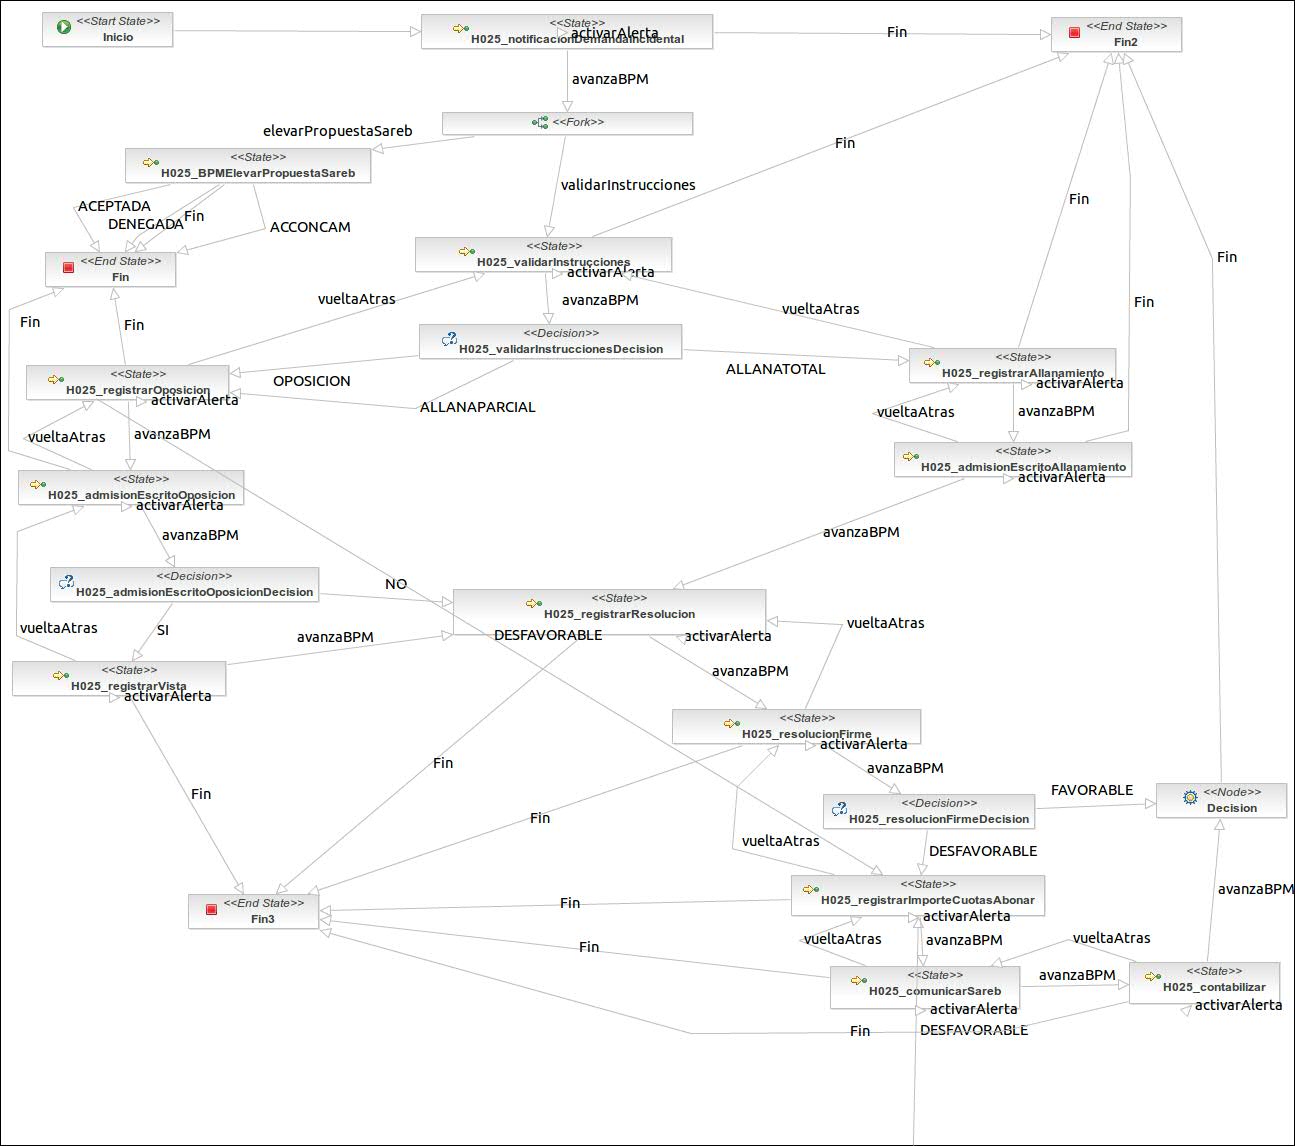 <<Start State>>
Inicio
<<State>>
activarAlerta
H025_notificacionDemandaIncidental
Fin
<<End State>>
Fin2
avanzaBPM
<<Fork>>
elevarPropuestaSareb
<<State>>
H025_BPMElevarPropuestaSareb
Fin
validarInstrucciones
ACEPTADA
DENEGADA
Fin
ACCONCAM
Fin
<<State>>
H025_validarInstrucciones
activarAlerta
<<End State>>
Fin
Fin
vueltaAtras
avanzaBPM
vueltaAtras
Fin
Fin
Fin
<<Decision>>
H025_validarInstruccionesDecision
<<State>>
H025_registrarOposicion
activarAlerta
OPOSICION
ALLANATOTAL
<<State>>
H025_registrarAllanamiento
activarAlerta
ALLANAPARCIAL
vueltaAtras
avanzaBPM
vueltaAtras
avanzaBPM
<<State>>
H025_admisionEscritoOposicion
activarAlerta
<<State>>
H025_admisionEscritoAllanamiento
activarAlerta
avanzaBPM
avanzaBPM
<<Decision>>
H025_admisionEscritoOposicionDecision
NO
<<State>>
H025_registrarResolucion
DESFAVORABLE
activarAlerta
vueltaAtras
SI
avanzaBPM
vueltaAtras
<<State>>
H025_registrarVista
activarAlerta
avanzaBPM
<<State>>
H025_resolucionFirme
activarAlerta
Fin
avanzaBPM
Fin
FAVORABLE
<<Node>>
Decision
<<Decision>>
H025_resolucionFirmeDecision
Fin
vueltaAtras
DESFAVORABLE
<<State>>
H025_registrarImporteCuotasAbonar
activarAlerta
avanzaBPM
<<End State>>
Fin3
Fin
vueltaAtras
avanzaBPM
vueltaAtras
Fin
<<State>>
H025_comunicarSareb
activarAlerta
avanzaBPM
<<State>>
H025_contabilizar
activarAlerta
Fin
DESFAVORABLE